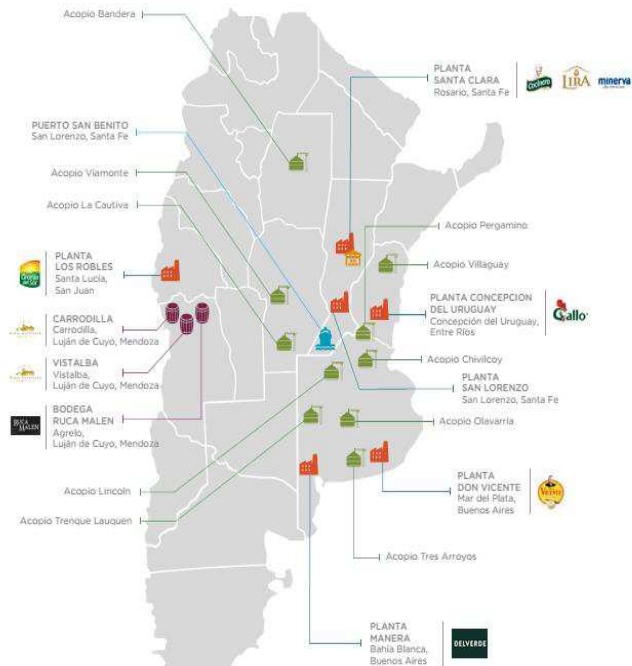 Acopio Bandera
PLANTA
SANTA CLARA
Rosario, Santa Fe
Cocinero
LIRA
minerva
PUERTO SAN BENITO
San Lorenzo, Santa Fe
Acopio Viamonte
Acopio La Cautiva
Acopio Pergamino
Acopio Villaguay
PLANTA
LOS ROBLES
Santa Lucía,
San Juan
PLANTA CONCEPCION
DEL URUGUAY
Concepción del Uruguay,
Entre Ríos
Gallo
CARRODILLA
Carrodilla,
Luján de Cuyo, Mendoza
VISTALBA
Vistalba,
Luján de Cuyo, Mendoza
Acopio Chivilcoy
PLANTA
SAN LORENZO
San Lorenzo, Santa Fe
RUCA
MALEN
BODEGA
RUCA MALEN
Agrelo,
Luján de Cuyo, Mendoza
Acopio Olavarría
Acopio Lincoln
Acopio Trenque Lauquen
PLANTA
DON VICENTE
Mar del Plata,
Buenos Aires
Vicente
Acopio Tres Arroyos
PLANTA
MANERA
Bahía Blanca,
Buenos Aires
DELVERDE